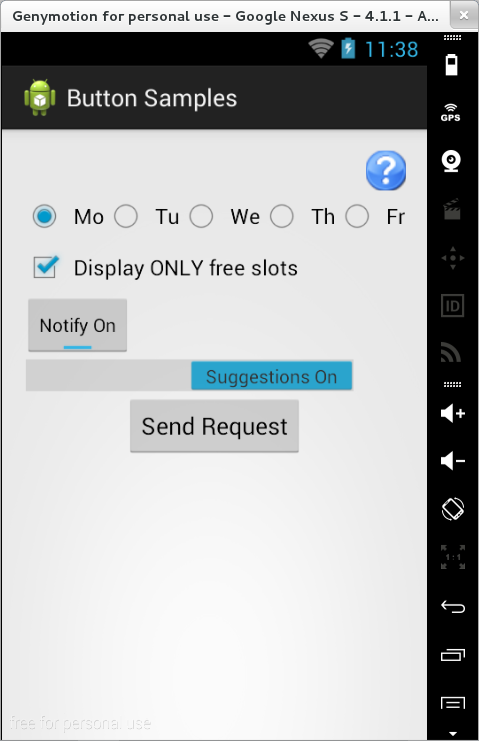 Genymotion for personal use – Google Nexus S – 4.1.1 – A...
11:38
GPS
Button Samples
?
Mo Tu We Th Fr
Display ONLY free slots
ID
Notify On
Suggestions On
Send Request
1:1
free for personal use